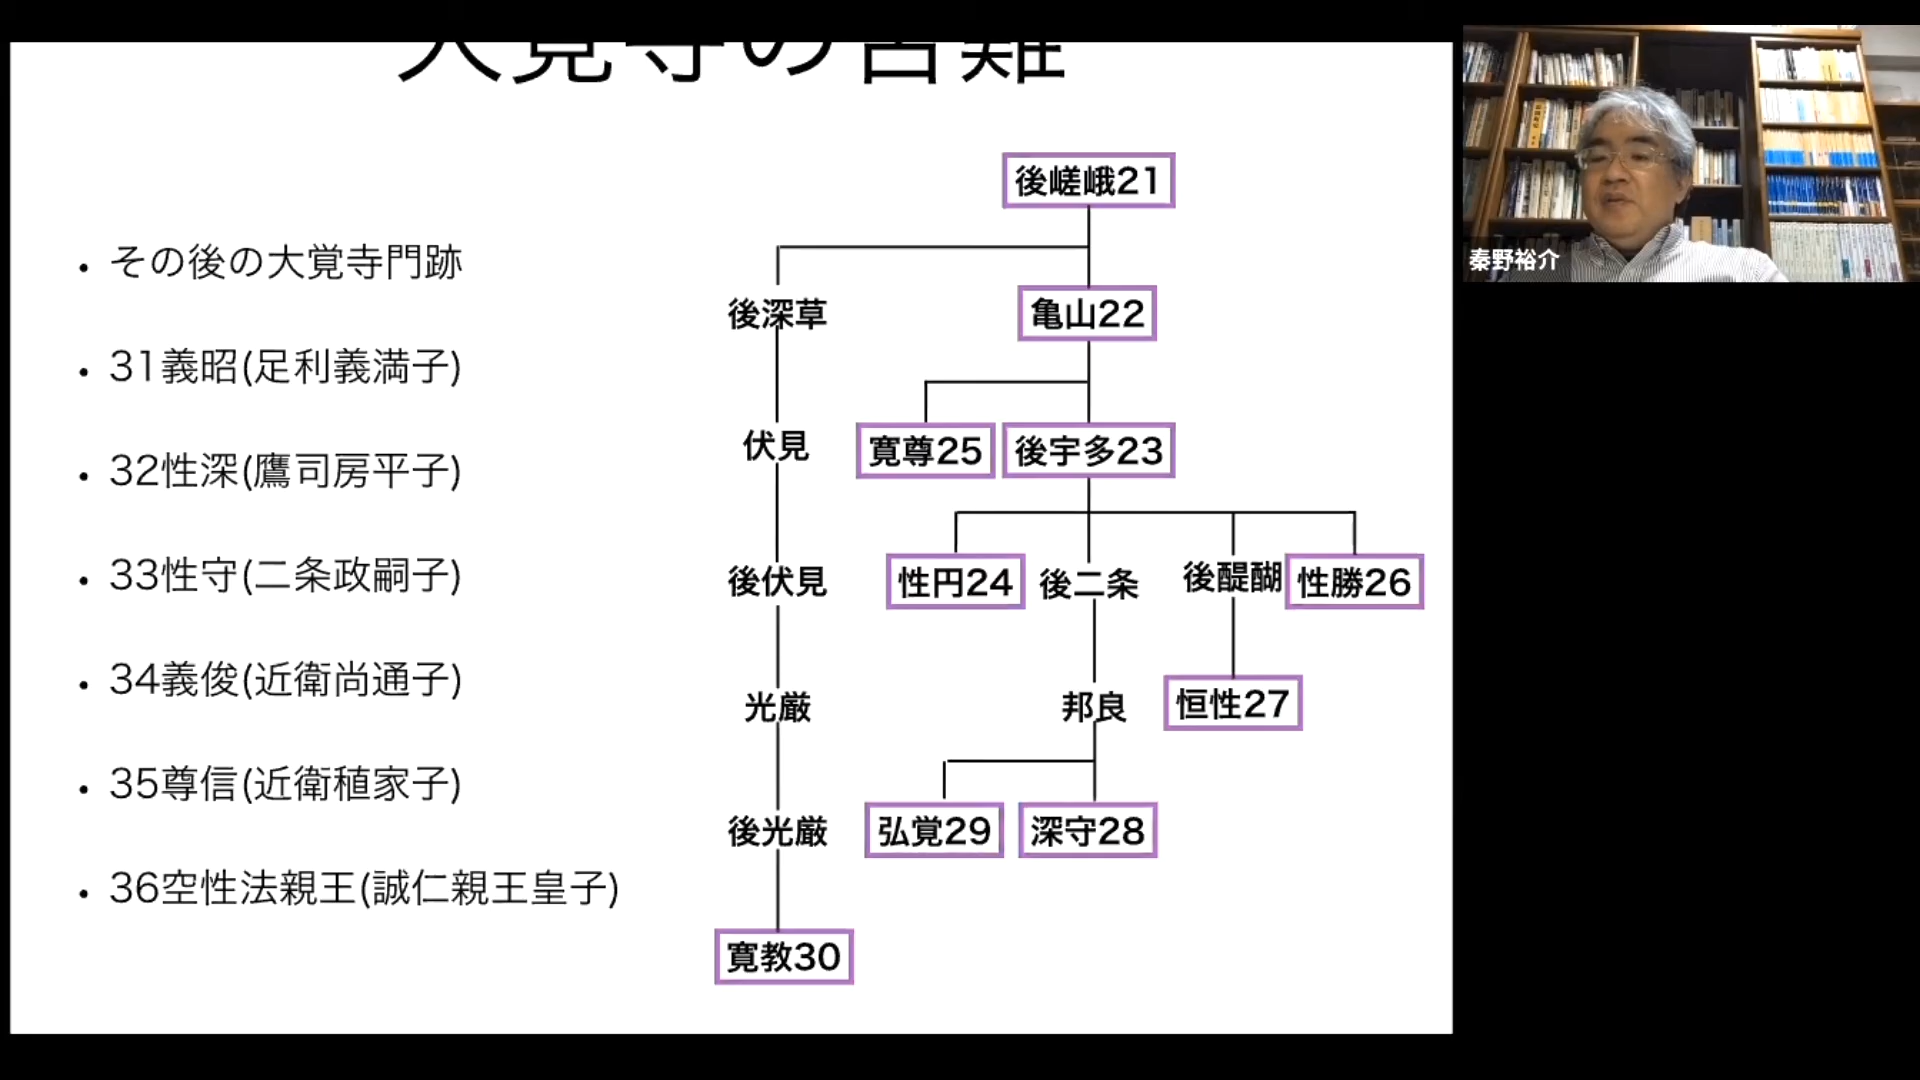 大覚寺の苦難
その後の大覚寺門跡
31義昭(足利義満子)
32性深(鷹司房平子)
33性守(二条政嗣子)
34義俊(近衛尚通子)
35尊信(近衛稙家子)
36空性法親王(誠仁親王皇子)
後嵯峨21
後深草
亀山22
伏見
寛尊25
後宇多23
後伏見
性円24
後二条
後醍醐
性勝26
光厳
邦良
恒性27
後光厳
弘覚29
深守28
寛教30
秦野裕介